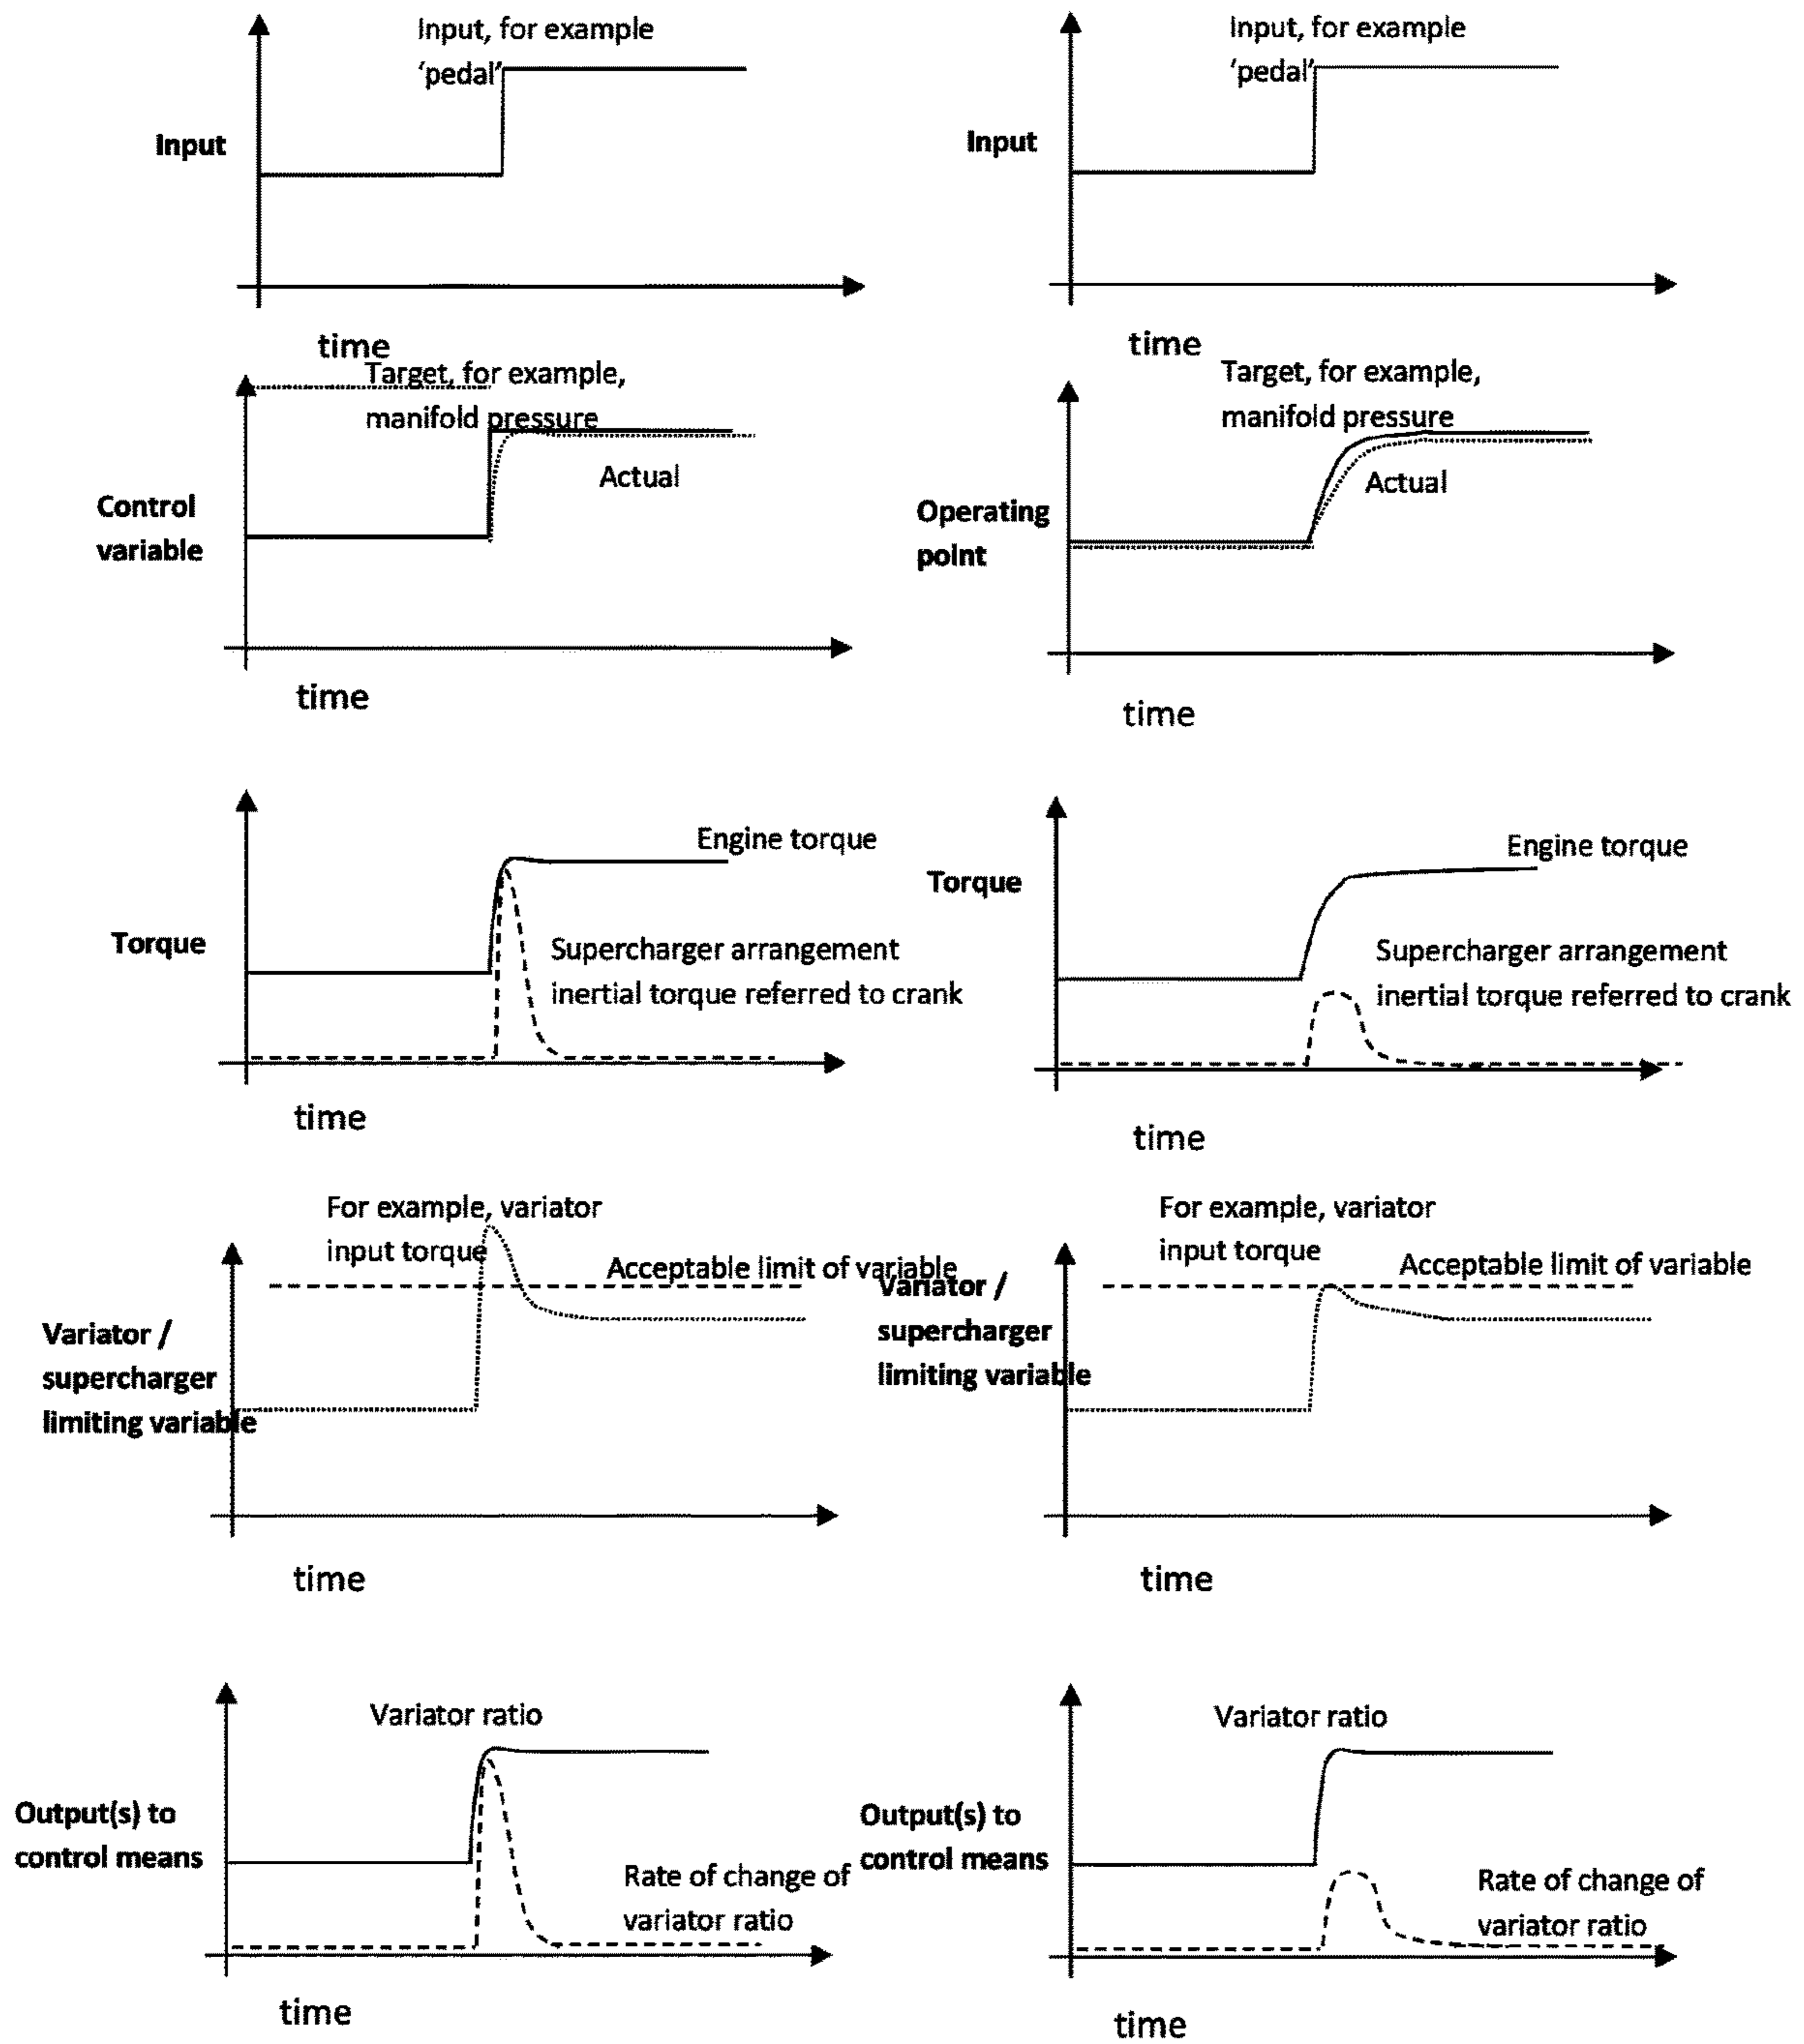 Input, for example
'pedal'
Input
time
Input, for example
'pedal'
Input
time
Target, for example,
manifold pressure
Actual
Control
variable
time
Target, for example,
manifold pressure
Actual
Operating
point
time
Engine torque
Torque
Supercharger arrangement
inertial torque referred to crank
time
Engine torque
Torque
Supercharger arrangement
inertial torque referred to crank
time
For example, variator
input torque
Acceptable limit of variable
Variator /
supercharger
limiting variable
time
For example, variator
input torque
Acceptable limit of variable
Variator /
supercharger
limiting variable
time
Variator ratio
Output(s) to
control means
Rate of change of
variator ratio
time
Variator ratio
Output(s) to
control means
Rate of change of
variator ratio
time